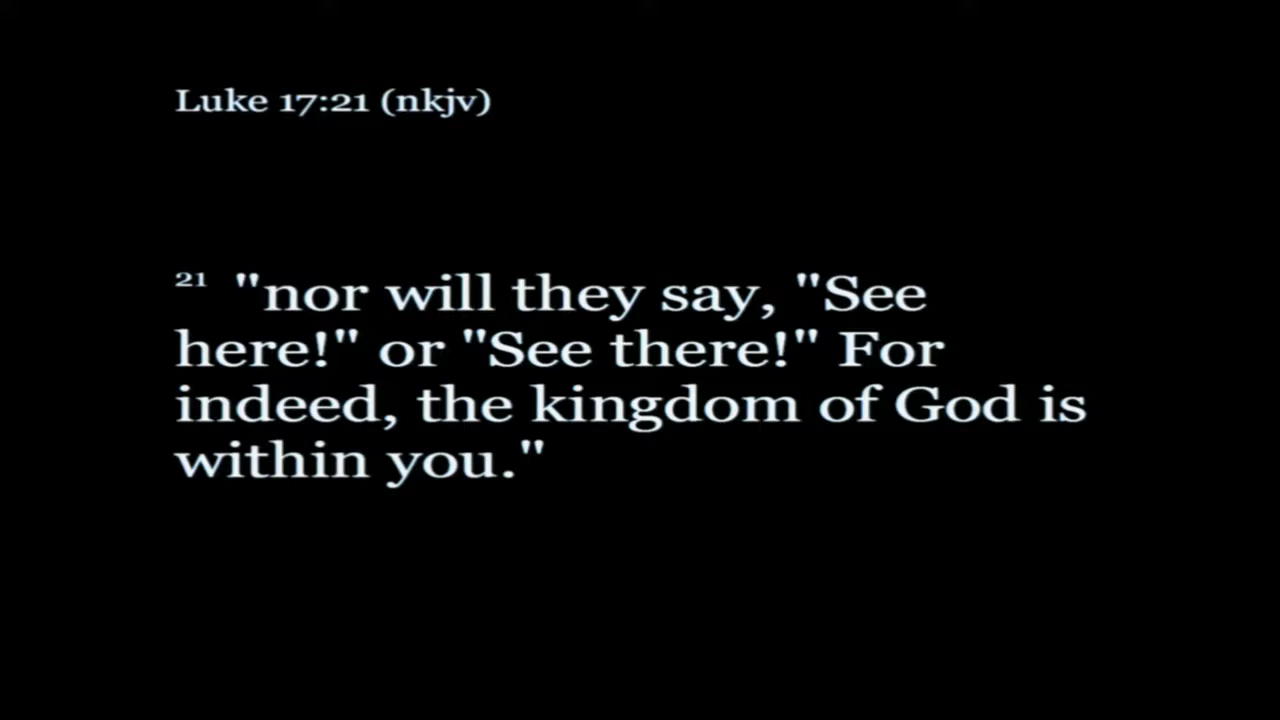 Luke 17:21 (nkjv)
21 "nor will they say, "See
here!" or "See there!" For
indeed, the kingdom of God is
within you."